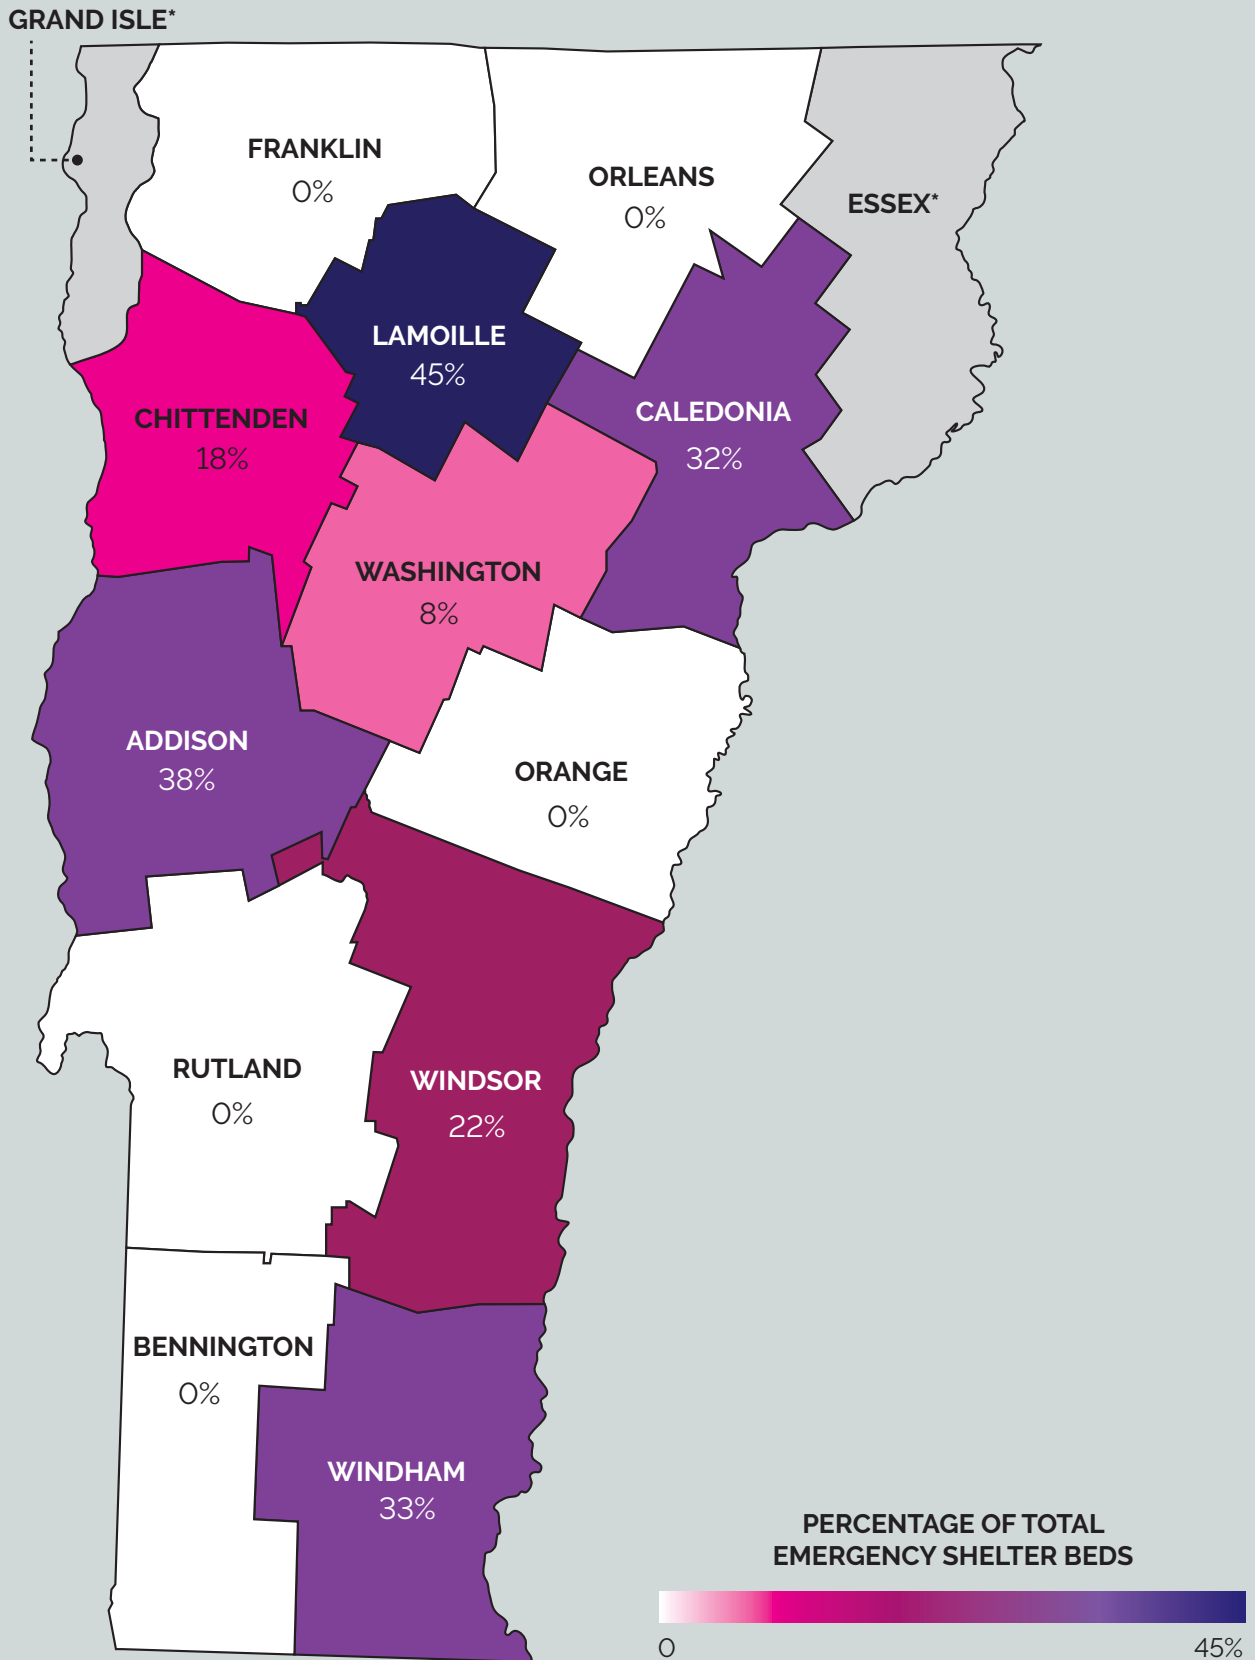 GRAND ISLE*
FRANKLIN
0%
ORLEANS
0%
ESSEX*
LAMOILLE
45%
CHITTENDEN
18%
CALEDONIA
32%
WASHINGTON
8%
ADDISON
38%
ORANGE
0%
RUTLAND
0%
WINDSOR
22%
BENNINGTON
0%
WINDHAM
33%
PERCENTAGE OF TOTAL
EMERGENCY SHELTER BEDS
0
45%